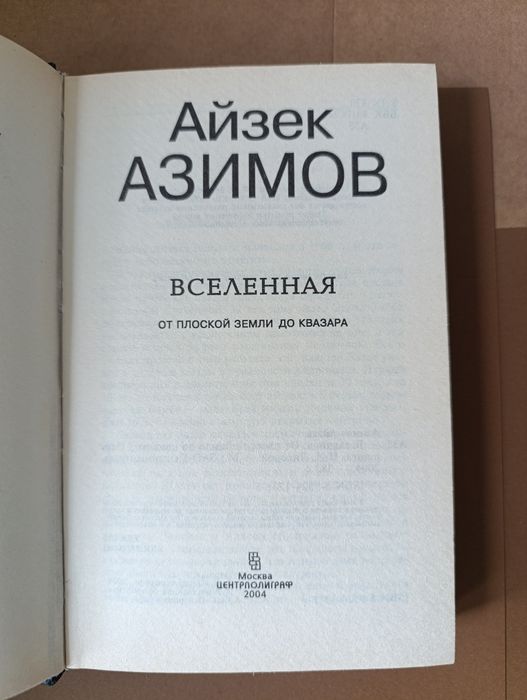 Айзек
АЗИМОВ
ВСЕЛЕННАЯ
ОТ ПЛОСКОЙ ЗЕМЛИ ДО КВАЗАРА
Москва
ЦЕНТРПОЛИГРАФ
2004